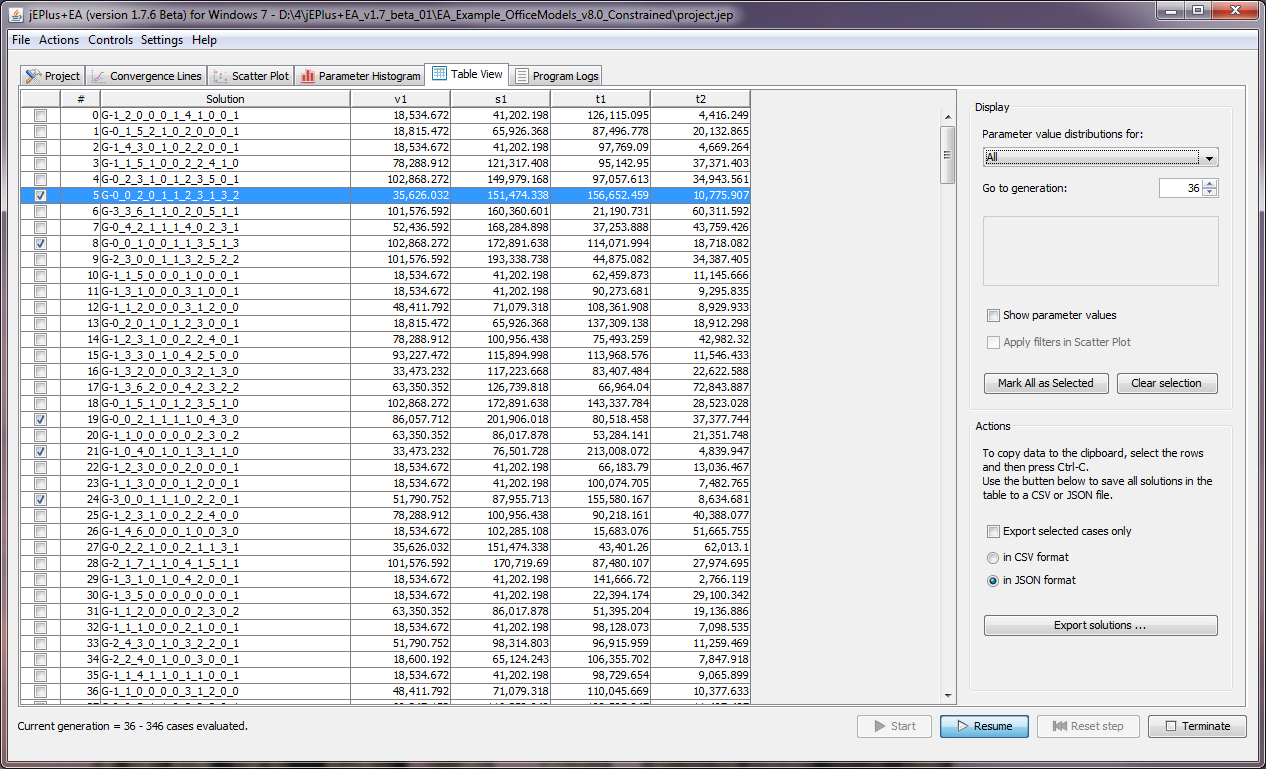 jEPlus+EA (version 1.7.6 Beta) for Windows 7 - D:\4\jEPlus+EA_v1.7_beta_01\EA_Example_OfficeModels_v8.0_Constrained\project.jep
File Actions Controls Settings Help
Project Convergence Lines Scatter Plot Parameter Histogram Table View Program Logs
# Solution v1 s1 t1 t2
0 G-1_2_0_0_0_1_4_1_0_0_1 18,534.672 41,202.198 126,115.095 4,416.249
1 G-0_1_5_2_1_0_2_0_0_0_1 18,815.472 65,926.368 87,496.778 20,132.865
2 G-1_4_3_0_1_0_2_2_0_0_1 18,534.672 41,202.198 97,769.09 4,669.264
3 G-1_1_5_1_0_0_2_2_4_1_0 78,288.912 121,317.408 95,142.95 37,371.403
4 G-0_2_3_1_0_1_2_3_5_0_1 102,868.272 149,979.168 97,057.613 34,943.561
5 G-0_0_2_0_1_1_2_3_1_3_2 35,626.032 151,474.338 156,652.459 10,775.907
6 G-3_3_6_1_1_0_2_0_5_1_1 101,576.592 160,360.601 21,190.731 60,311.592
7 G-0_4_2_1_1_1_4_0_2_3_1 52,436.592 168,284.898 37,253.888 43,759.426
8 G-0_0_1_0_0_1_1_3_5_1_3 102,868.272 172,891.638 114,071.994 18,718.082
9 G-2_3_0_0_1_1_3_2_5_2_2 101,576.592 193,338.738 44,875.082 34,387.405
10 G-1_1_5_0_0_0_1_0_0_0_1 18,534.672 41,202.198 62,459.873 11,145.666
11 G-1_3_1_0_0_0_3_1_0_0_1 18,534.672 41,202.198 90,273.681 9,295.835
12 G-1_1_2_0_0_0_3_1_2_0_0 48,411.792 71,079.318 108,361.908 8,929.933
13 G-0_2_0_1_0_1_2_3_0_0_1 18,815.472 65,926.368 137,309.138 18,912.298
14 G-1_2_3_1_0_0_2_2_4_0_1 78,288.912 100,956.438 75,493.259 42,982.32
15 G-1_3_3_0_1_0_4_2_5_0_0 93,227.472 115,894.998 113,968.576 11,546.433
16 G-1_3_2_0_0_0_3_2_1_3_0 33,473.232 117,223.668 83,407.484 22,622.588
17 G-1_3_6_2_0_0_4_2_3_2_2 63,350.352 126,739.818 66,964.04 72,843.887
18 G-0_1_5_1_0_1_2_3_5_1_0 102,868.272 172,891.638 143,337.784 28,523.028
19 G-0_0_2_1_1_1_1_0_4_3_0 86,057.712 201,906.018 80,518.458 37,377.744
20 G-1_1_0_0_0_0_0_2_3_0_2 63,350.352 86,017.878 53,284.141 21,351.748
21 G-1_0_4_0_1_0_1_3_1_1_0 33,473.232 76,501.728 213,008.072 4,839.947
22 G-1_2_3_0_0_0_2_0_0_0_1 18,534.672 41,202.198 66,183.79 13,036.467
23 G-1_1_3_0_0_0_1_2_0_0_1 18,534.672 41,202.198 100,074.705 7,482.765
24 G-3_0_0_1_1_1_0_2_2_0_1 51,790.752 87,955.713 155,580.167 8,634.681
25 G-1_2_3_1_0_0_2_2_4_0_0 78,288.912 100,956.438 90,218.161 40,388.077
26 G-1_4_6_0_0_0_1_0_0_3_0 18,534.672 102,285.108 15,683.076 51,665.755
27 G-0_2_2_1_0_0_2_1_1_3_1 35,626.032 151,474.338 43,401.26 62,013.1
28 G-2_1_7_1_1_0_4_1_5_1_1 101,576.592 170,719.69 87,480.107 27,974.695
29 G-1_3_1_0_1_0_4_2_0_0_1 18,534.672 41,202.198 141,666.72 2,766.119
30 G-1_3_5_0_0_0_0_0_0_0_1 18,534.672 41,202.198 22,394.174 29,100.342
31 G-1_1_2_0_0_0_0_2_3_0_2 63,350.352 86,017.878 51,395.204 19,136.886
32 G-1_1_1_0_0_0_2_1_0_0_1 18,534.672 41,202.198 98,128.073 7,098.535
33 G-2_4_3_0_1_0_3_2_2_0_1 51,790.752 98,314.803 96,915.959 11,259.469
34 G-2_2_4_0_1_0_0_3_0_0_1 18,600.192 65,124.243 106,355.702 7,847.918
35 G-1_1_4_1_1_0_1_1_0_0_1 18,534.672 41,202.198 98,729.654 9,065.899
36 G-1_1_0_0_0_0_3_1_2_0_0 48,411.792 71,079.318 110,045.669 10,377.633
Display
Parameter value distributions for:
All
Go to generation: 36
Show parameter values
Apply filters in Scatter Plot
Mark All as Selected Clear selection
Actions
To copy data to the clipboard, select the rows
and then press Ctrl-C.
Use the butten below to save all solutions in the
table to a CSV or JSON file.
Export selected cases only
in CSV format
in JSON format
Export solutions ...
Current generation = 36 - 346 cases evaluated.
Start Resume Reset step Terminate